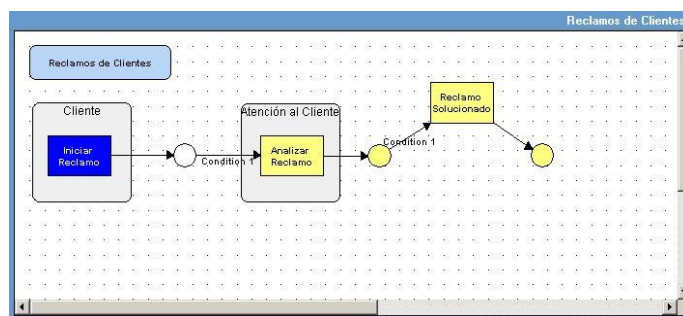 Reclamos de Clientes
Reclamos de Clientes
Cliente
Iniciar
Reclamo
Condition 1
Atención al Cliente
Analizar
Reclamo
Condition 1
Reclamo
Solucionado